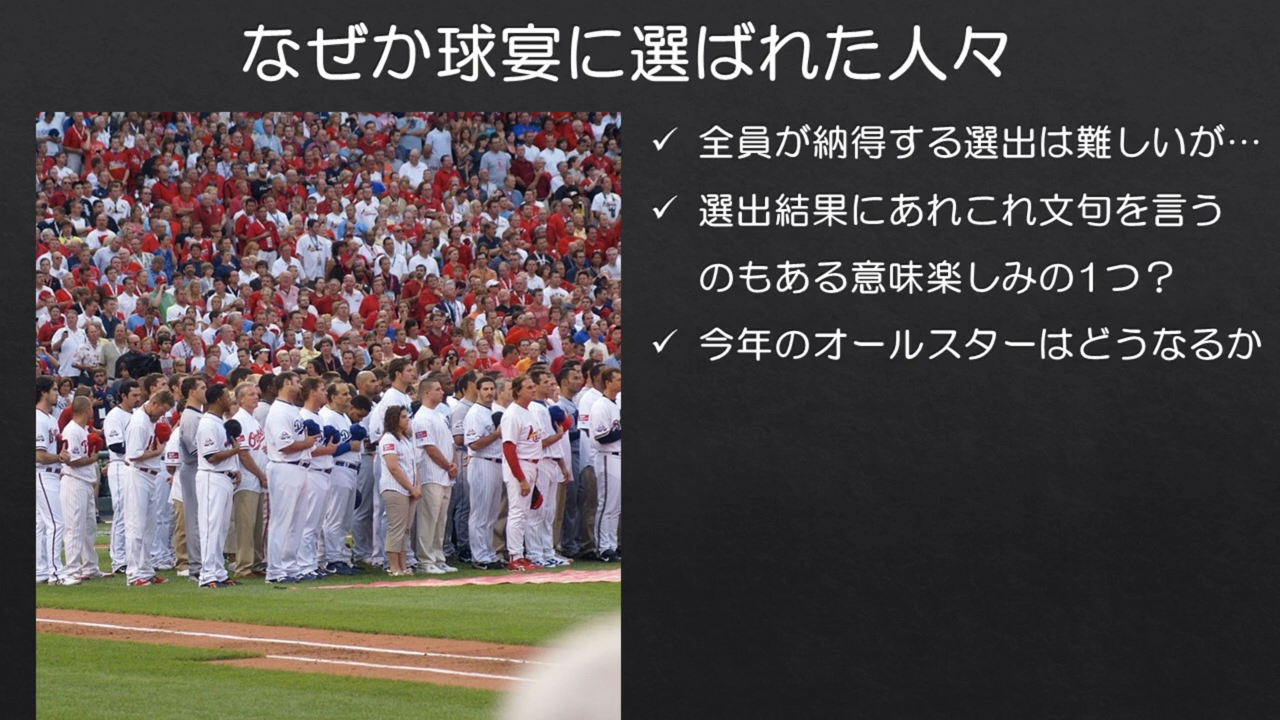 なぜか球宴に選ばれた人々
✓ 全員が納得する選出は難しいが…
✓ 選出結果にあれこれ文句を言う
のもある意味楽しみの1つ？
✓ 今年のオールスターはどうなるか